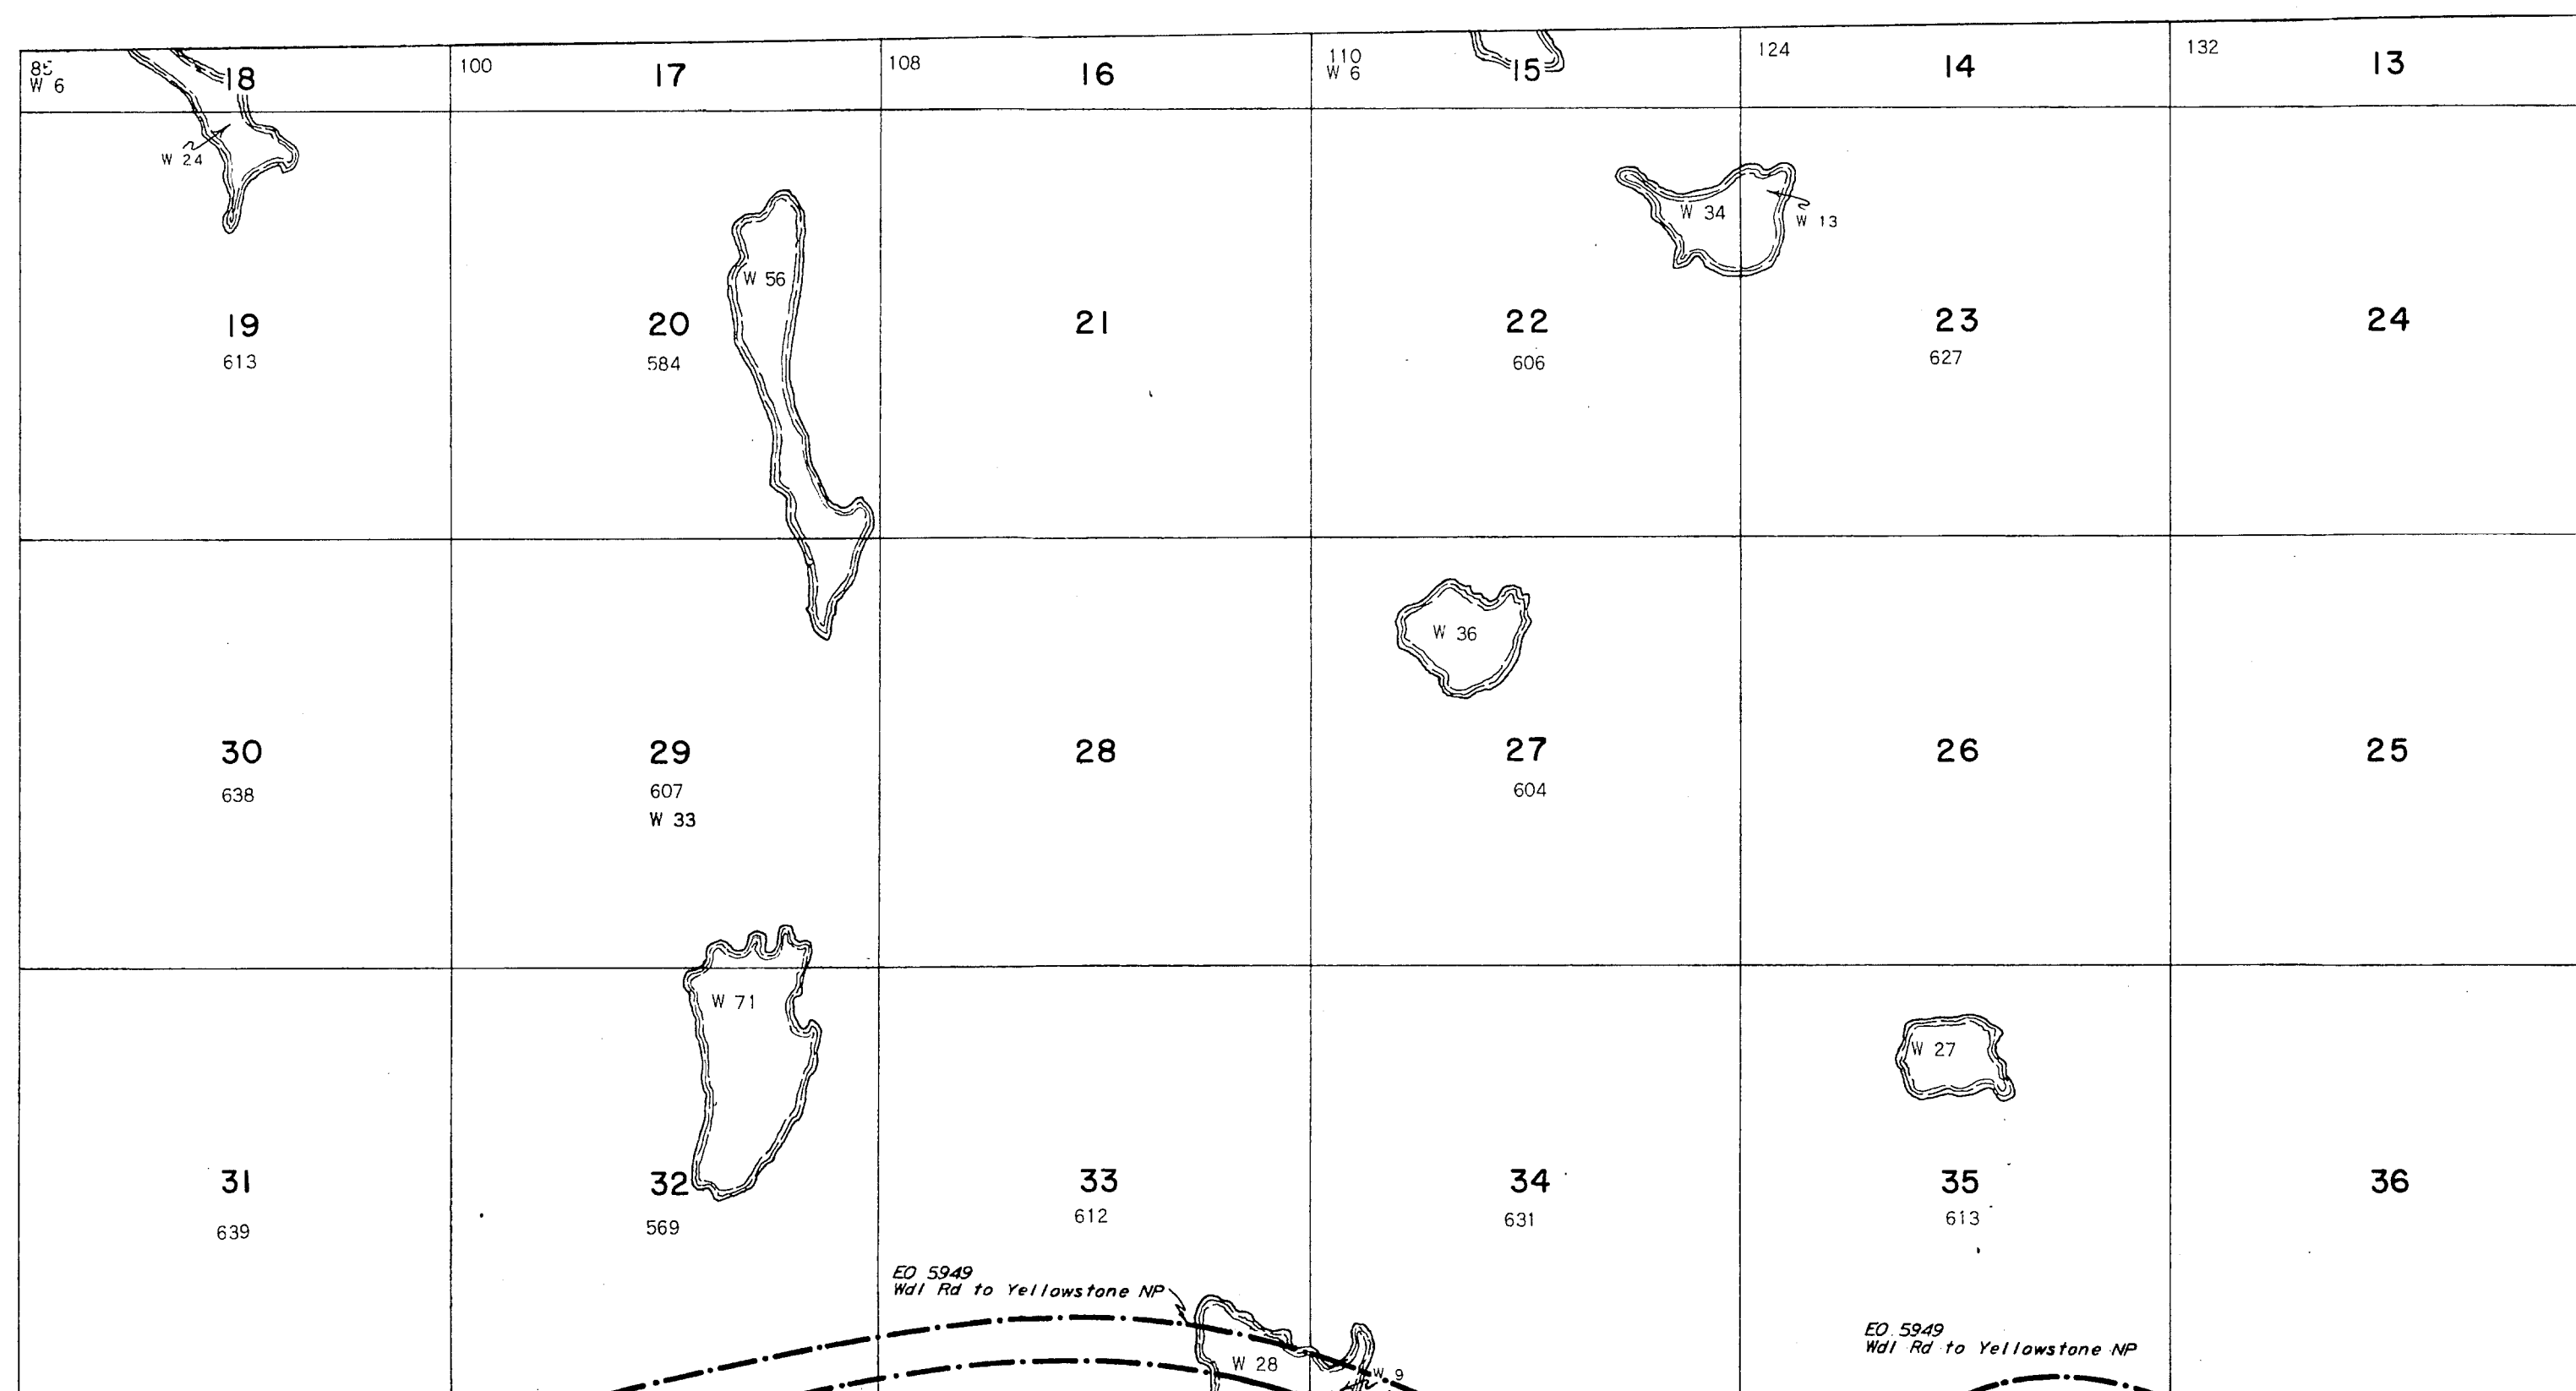 85
W 6
18
100
17
108
16
110
W 6
15
124
14
132
13
W 24
W 56
W 34
W 13
19
613
20
584
21
22
606
23
627
24
W 36
30
638
29
607
W 33
28
27
604
26
25
W 71
W 27
31
639
32
569
33
612
34
631
35
613
36
EO 5949
Wdl Rd to Yellowstone NP
W 28
W 9
EO 5949
Wdl Rd to Yellowstone NP